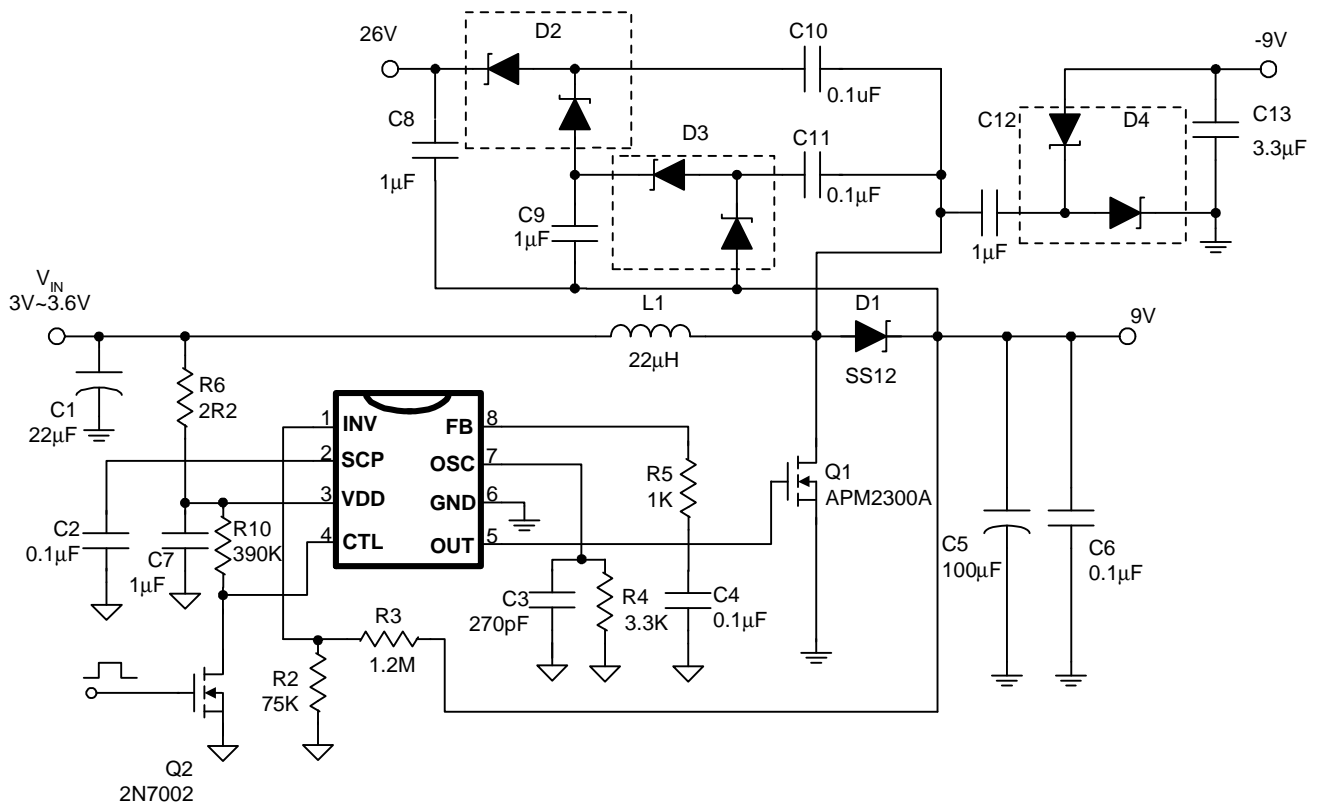 26V
D2
C10
0.1uF
-9V
C8
1µF
D3
C11
0.1µF
C12
1µF
D4
C13
3.3µF
C9
1µF
VIN
3V~3.6V
L1
22µH
D1
SS12
9V
C1
22µF
R6
2R2
1 INV
2 SCP
3 VDD
4 CTL
FB 8
OSC 7
GND 6
OUT 5
R5
1K
Q1
APM2300A
C2
0.1µF
C7
1µF
R10
390K
C5
100µF
C6
0.1µF
C3
270pF
R4
3.3K
C4
0.1µF
R3
1.2M
R2
75K
Q2
2N7002